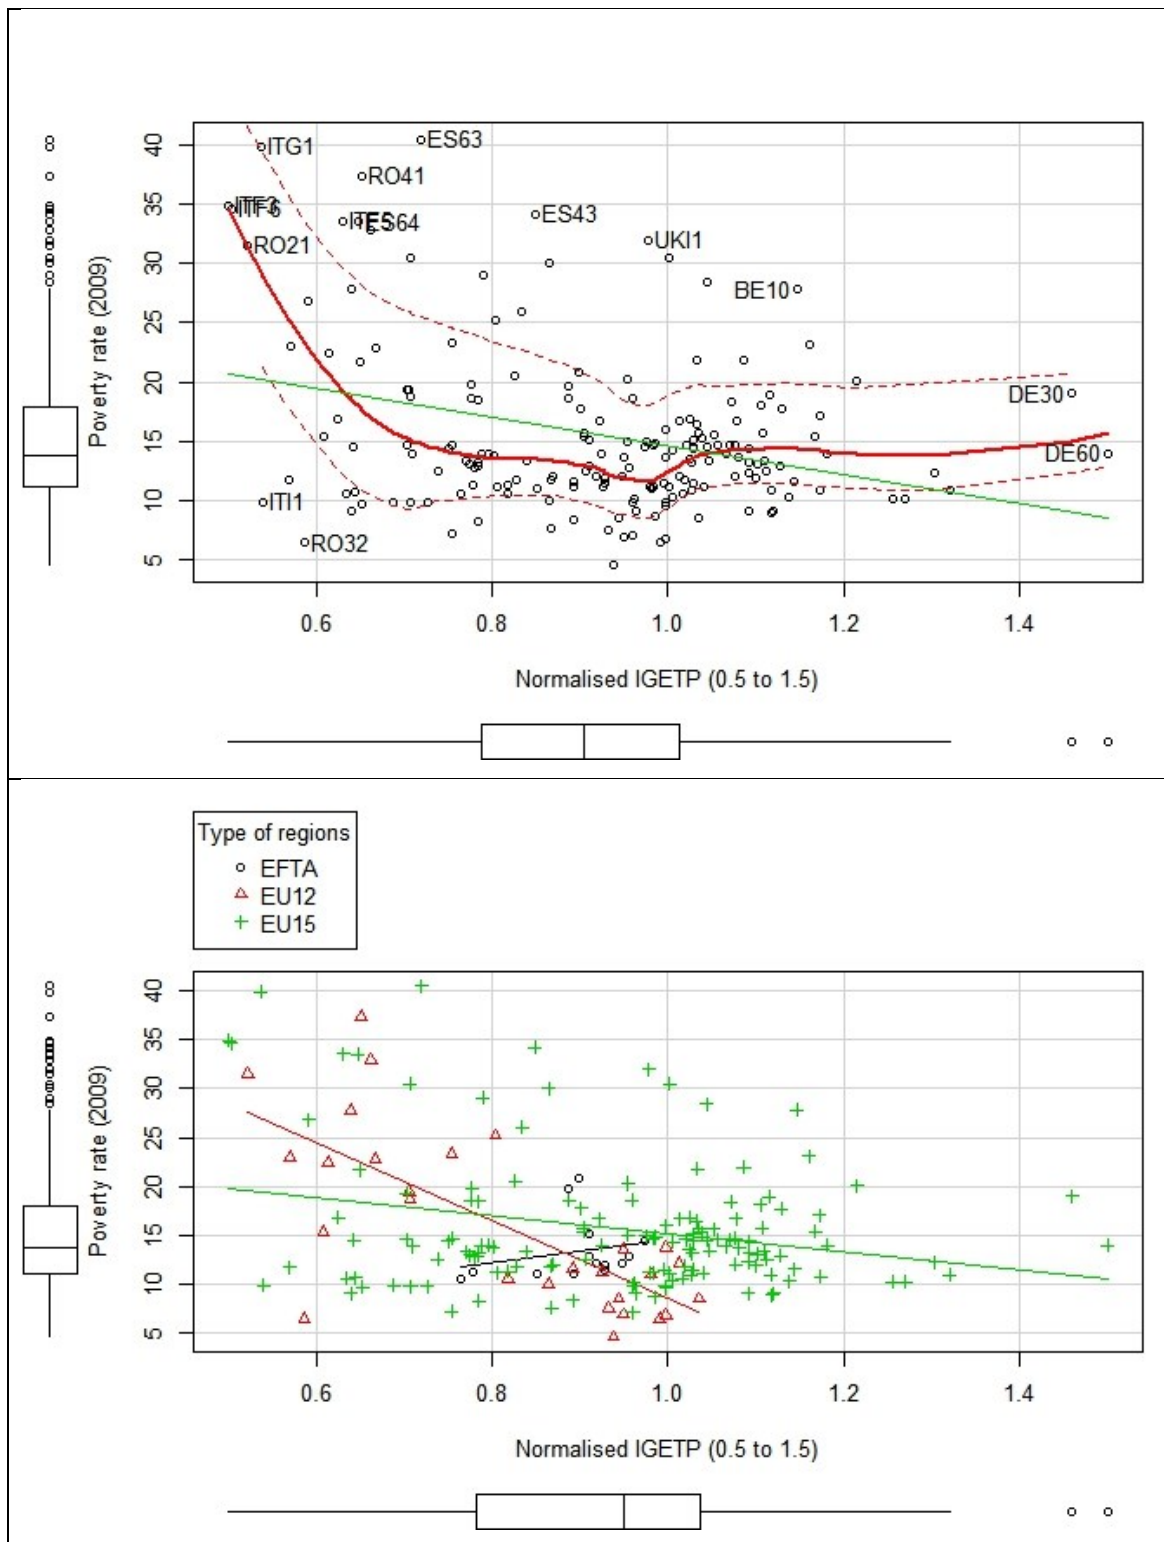 40
35
30
25
20
15
10
5
Poverty rate (2009)
ITG1
ES63
RO41
ITF3
ITF6
ES64
ES43
RO21
UKI1
BE10
DE30
DE60
ITI1
RO32
0.6 0.8 1.0 1.2 1.4
Normalised IGETP (0.5 to 1.5)
Type of regions
EFTA
EU12
EU15
40
35
30
25
20
15
10
5
Poverty rate (2009)
0.6 0.8 1.0 1.2 1.4
Normalised IGETP (0.5 to 1.5)